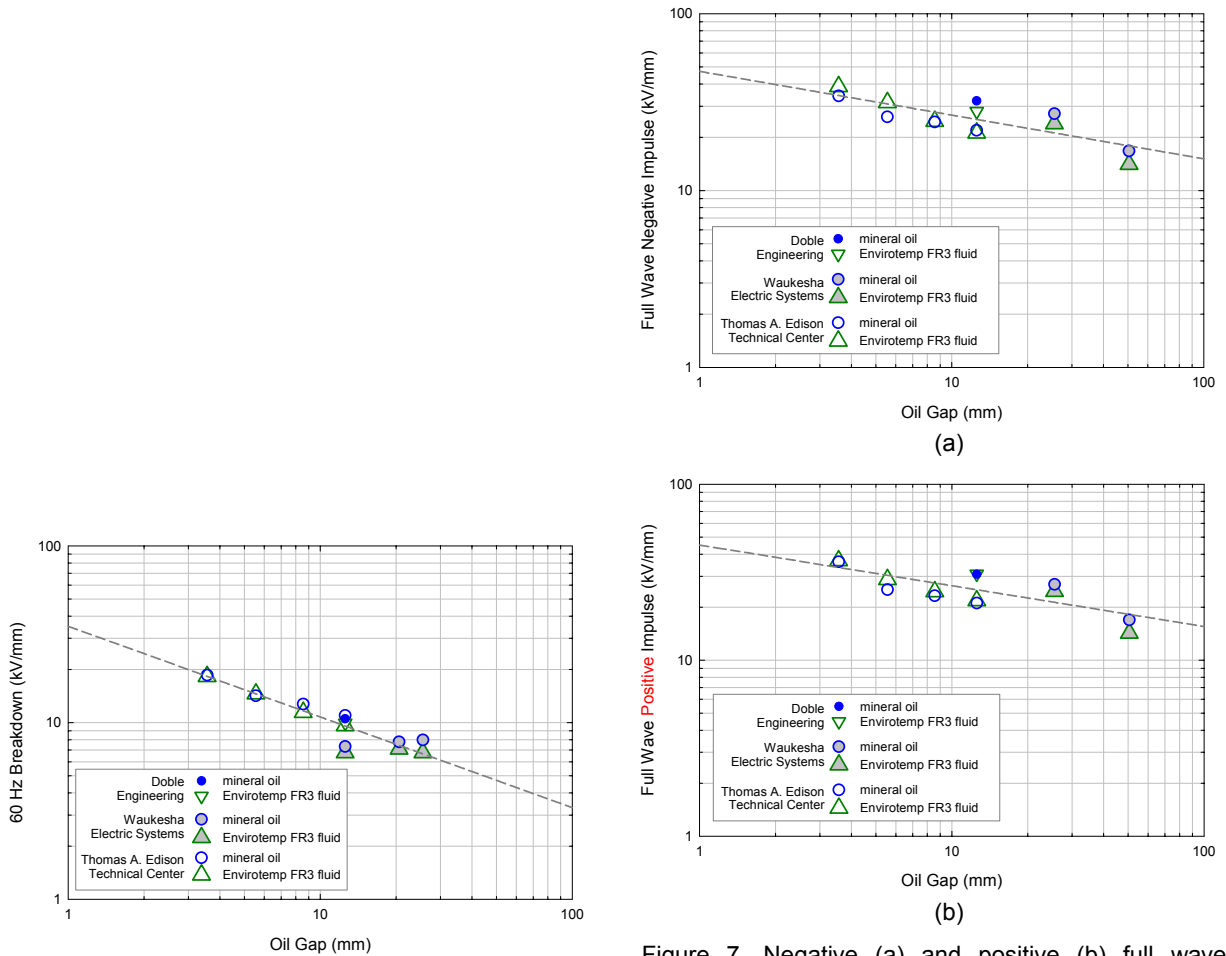 100
10
1
60 Hz Breakdown (kV/mm)
Doble
Engineering
mineral oil
Envirotemp FR3 fluid
Waukesha
Electric Systems
mineral oil
Envirotemp FR3 fluid
Thomas A. Edison
Technical Center
mineral oil
Envirotemp FR3 fluid
1
10
100
Oil Gap (mm)
100
10
1
Full Wave Negative Impulse (kV/mm)
Doble
Engineering
mineral oil
Envirotemp FR3 fluid
Waukesha
Electric Systems
mineral oil
Envirotemp FR3 fluid
Thomas A. Edison
Technical Center
mineral oil
Envirotemp FR3 fluid
1
10
100
Oil Gap (mm)
(a)
100
10
1
Full Wave Positive Impulse (kV/mm)
Doble
Engineering
mineral oil
Envirotemp FR3 fluid
Waukesha
Electric Systems
mineral oil
Envirotemp FR3 fluid
Thomas A. Edison
Technical Center
mineral oil
Envirotemp FR3 fluid
1
10
100
Oil Gap (mm)
(b)
Figure 7. Negative (a) and positive (b) full wave